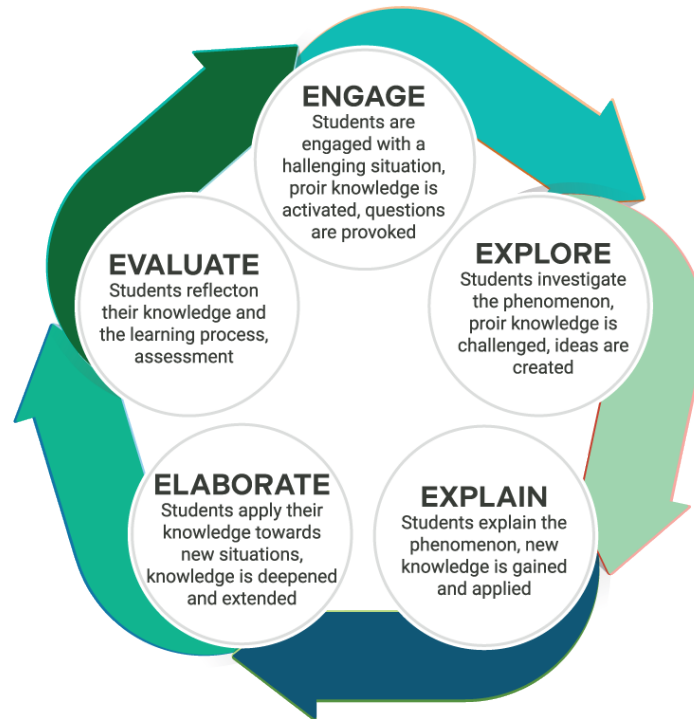 ENGAGE
Students are
engaged with a
hallenging situation,
proir knowledge is
activated, questions
are provoked
EXPLORE
Students investigate
the phenomenon,
proir knowledge is
challenged, ideas are
created
EXPLAIN
Students explain the
phenomenon, new
knowledge is gained
and applied
ELABORATE
Students apply their
knowledge towards
new situations,
knowledge is deepened
and extended
EVALUATE
Students reflecton
their knowledge and
the learning process,
assessment